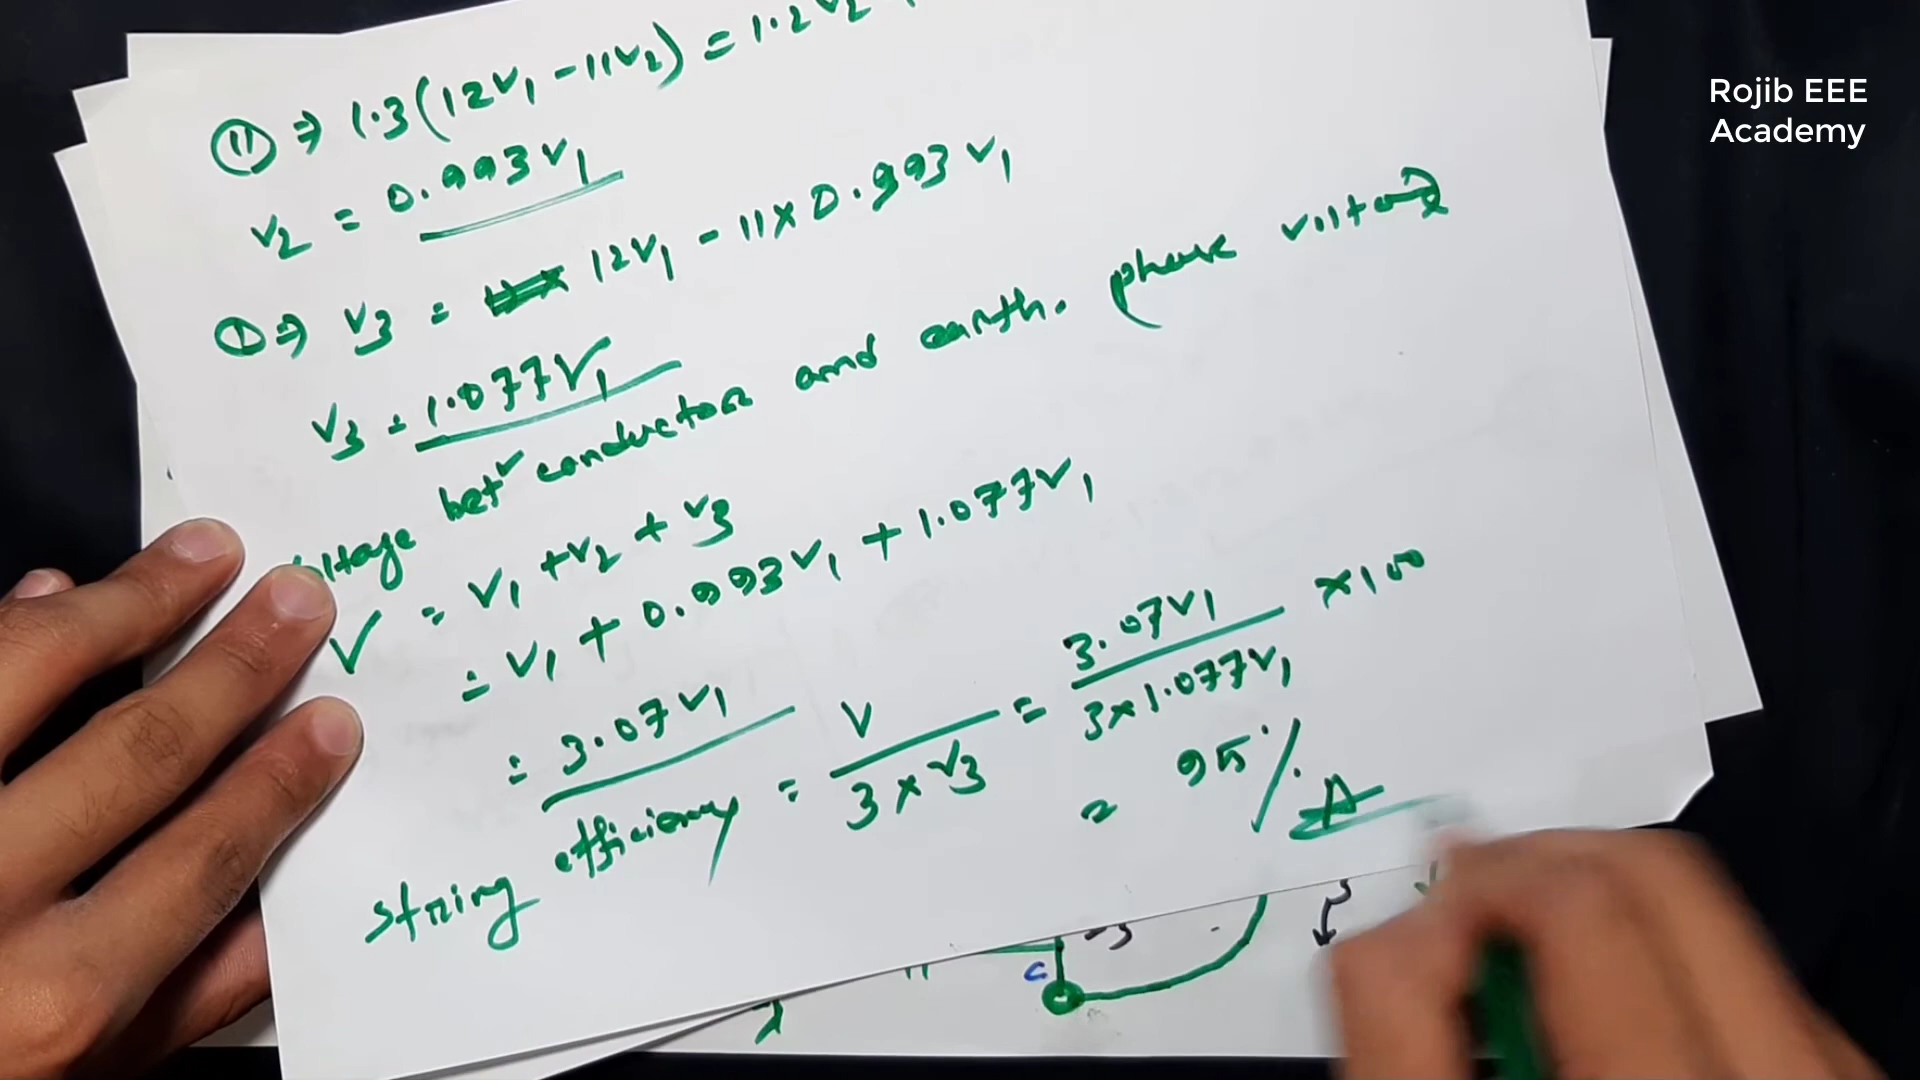 Rojib EEE
Academy
⑪ ⇒ 1.3(12V₁ - 11V₂) = 1.2V₂
V₂ = 0.993V₁
① ⇒ V₃ = 12V₁ - 11×0.993V₁
V₃ = 1.077V₁
ltage betⁿ conductor and earth. phase voltage
V = V₁ + V₂ + V₃
= V₁ + 0.993V₁ + 1.077V₁
= 3.07V₁
string efficiency = V / 3×V₃ = 3.07V₁ / 3×1.077V₁ ×100
= 95%
A
C